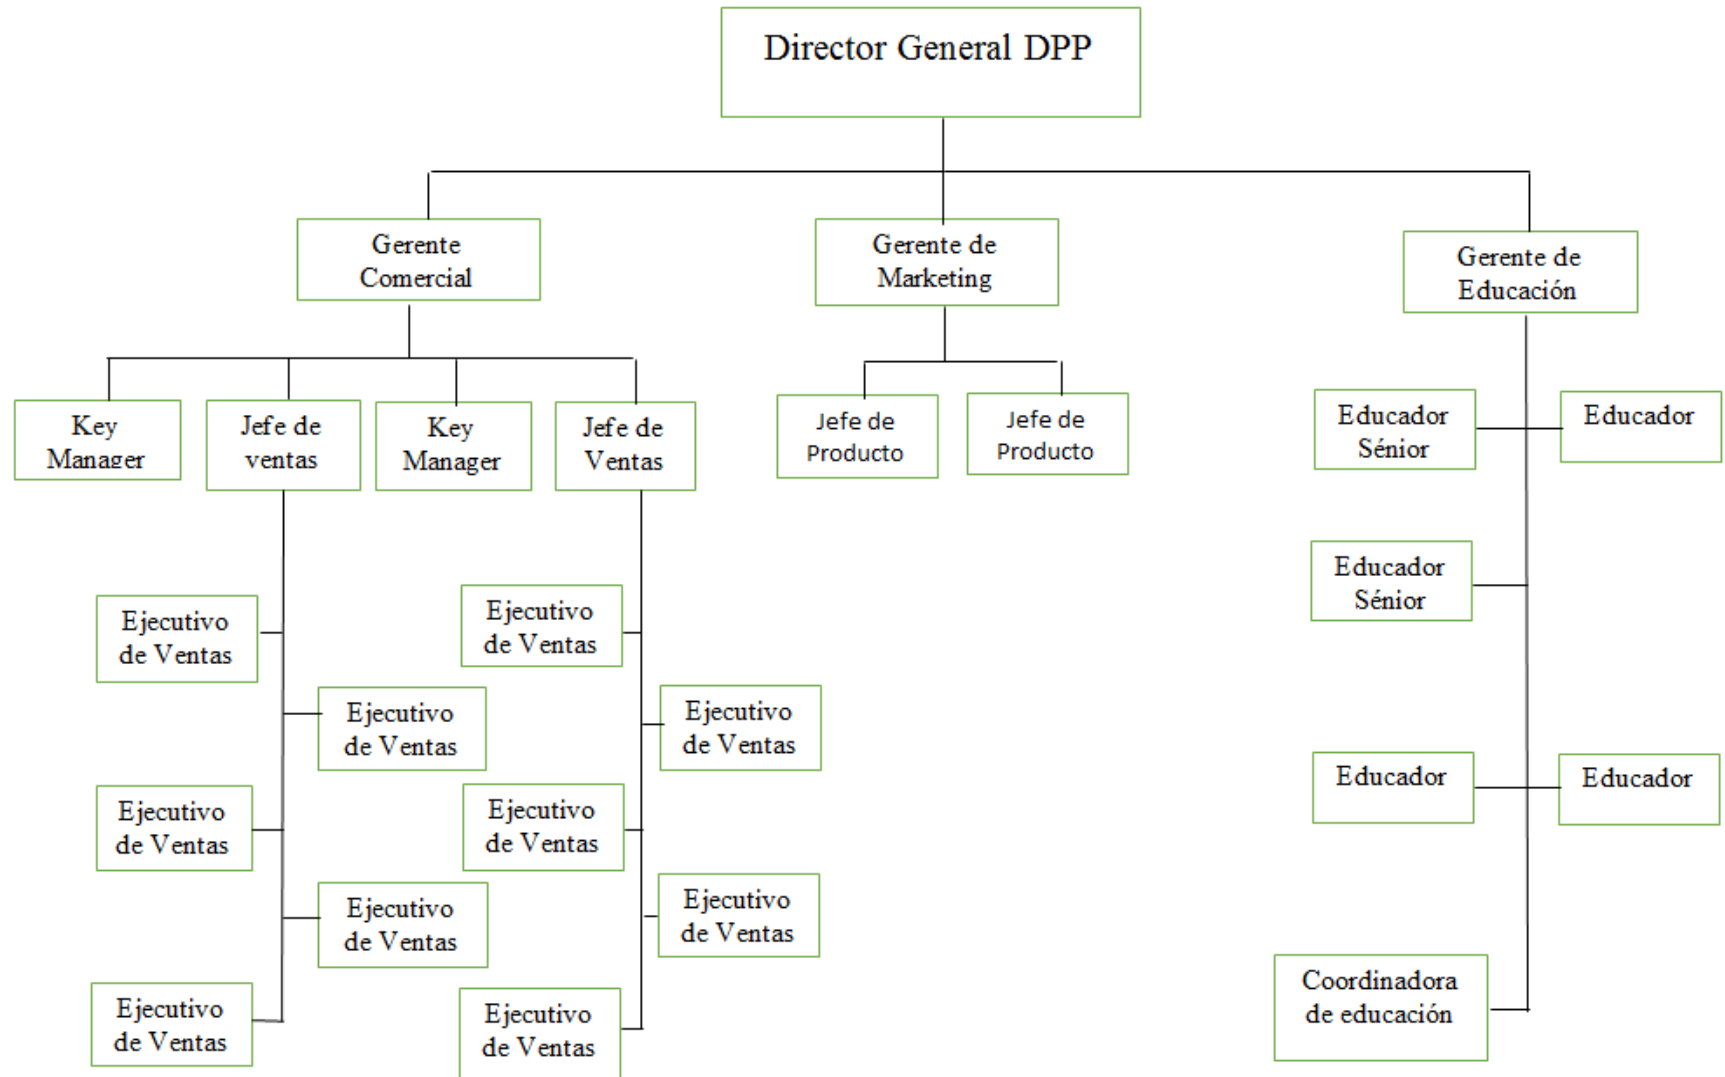 Director General DPP
Gerente
Comercial
Gerente de
Marketing
Gerente de
Educación
Key
Manager
Jefe de
ventas
Key
Manager
Jefe de
Ventas
Jefe de
Producto
Jefe de
Producto
Educador
Sénior
Educador
Educador
Sénior
Ejecutivo
de Ventas
Ejecutivo
de Ventas
Ejecutivo
de Ventas
Ejecutivo
de Ventas
Educador
Educador
Ejecutivo
de Ventas
Ejecutivo
de Ventas
Ejecutivo
de Ventas
Ejecutivo
de Ventas
Coordinadora
de educación
Ejecutivo
de Ventas
Ejecutivo
de Ventas